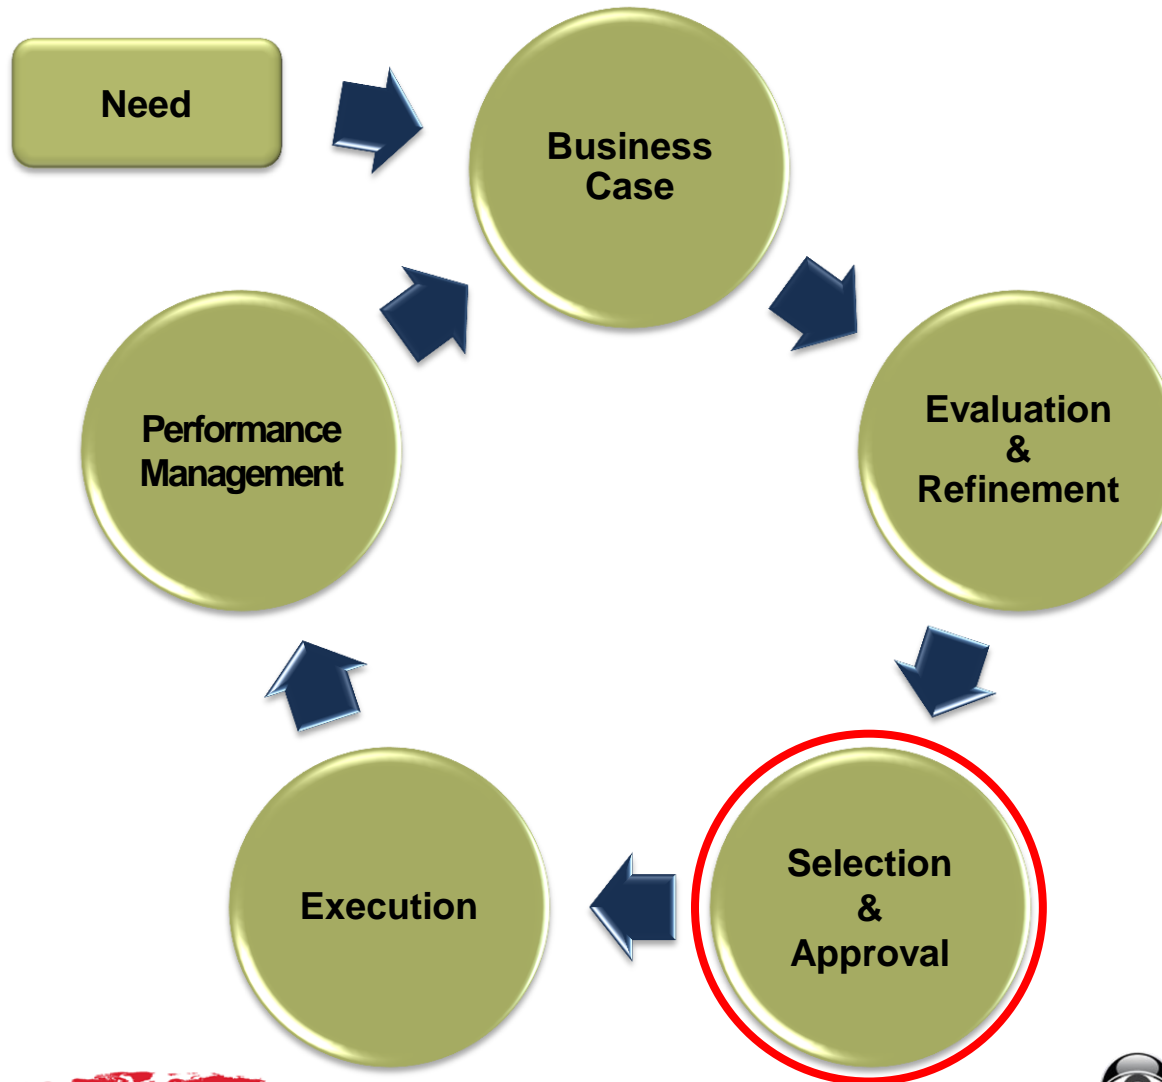 Need
Business
Case
Evaluation
&
Refinement
Selection
&
Approval
Execution
Performance
Management